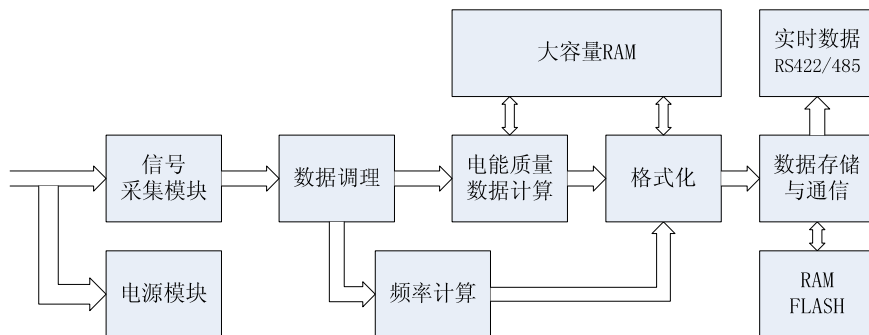 大容量RAM
实时数据
RS422/485
信号
采集模块
数据调理
电能质量
数据计算
格式化
数据存储
与通信
电源模块
频率计算
RAM
FLASH